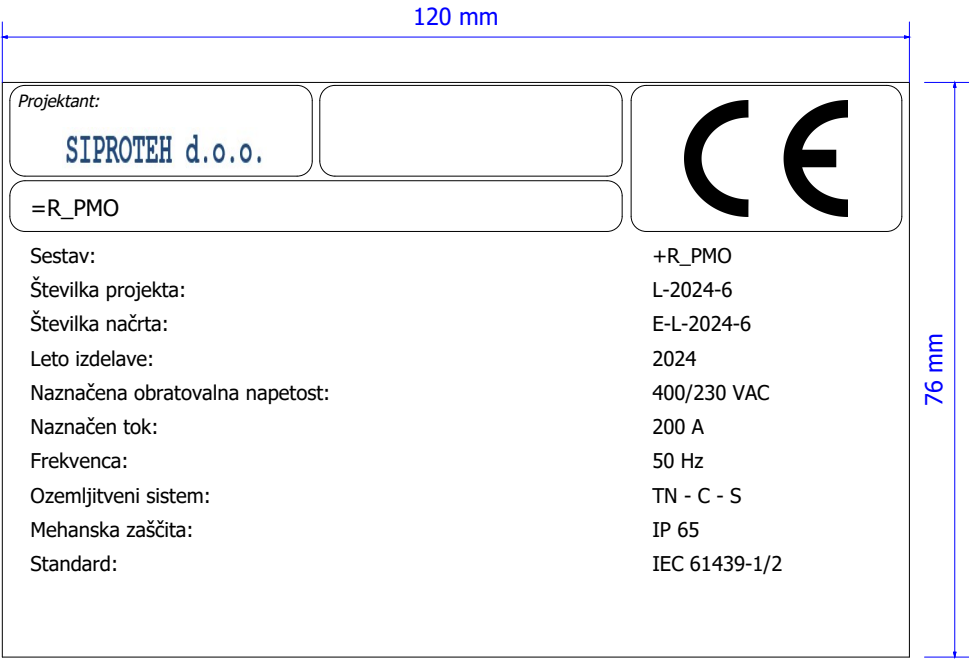 120 mm
Projektant:
SIPROTEH d.o.o.
CE
=R_PMO
Sestav: +R_PMO
Številka projekta: L-2024-6
Številka načrta: E-L-2024-6
Leto izdelave: 2024
Naznačena obratovalna napetost: 400/230 VAC
Naznačen tok: 200 A
Frekvenca: 50 Hz
Ozemljitveni sistem: TN - C - S
Mehanska zaščita: IP 65
Standard: IEC 61439-1/2
76 mm